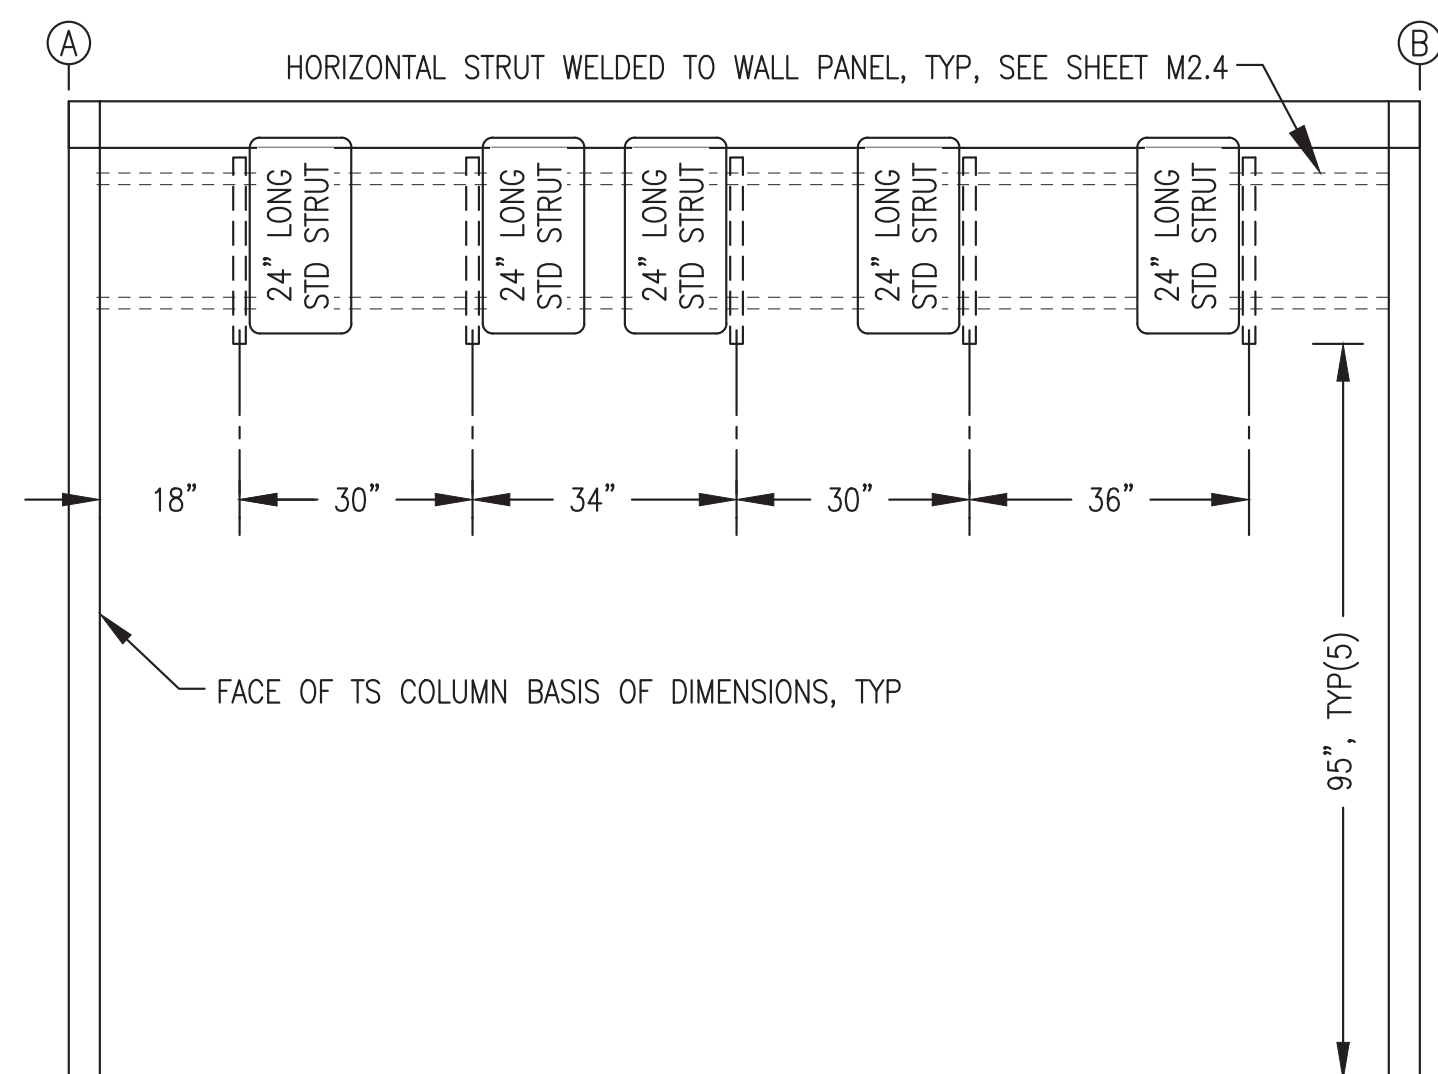 A
B
HORIZONTAL STRUT WELDED TO WALL PANEL, TYP, SEE SHEET M2.4
24” LONG
STD STRUT
24” LONG
STD STRUT
24” LONG
STD STRUT
24” LONG
STD STRUT
24” LONG
STD STRUT
18”
30”
34”
30”
36”
FACE OF TS COLUMN BASIS OF DIMENSIONS, TYP
95”, TYP(5)